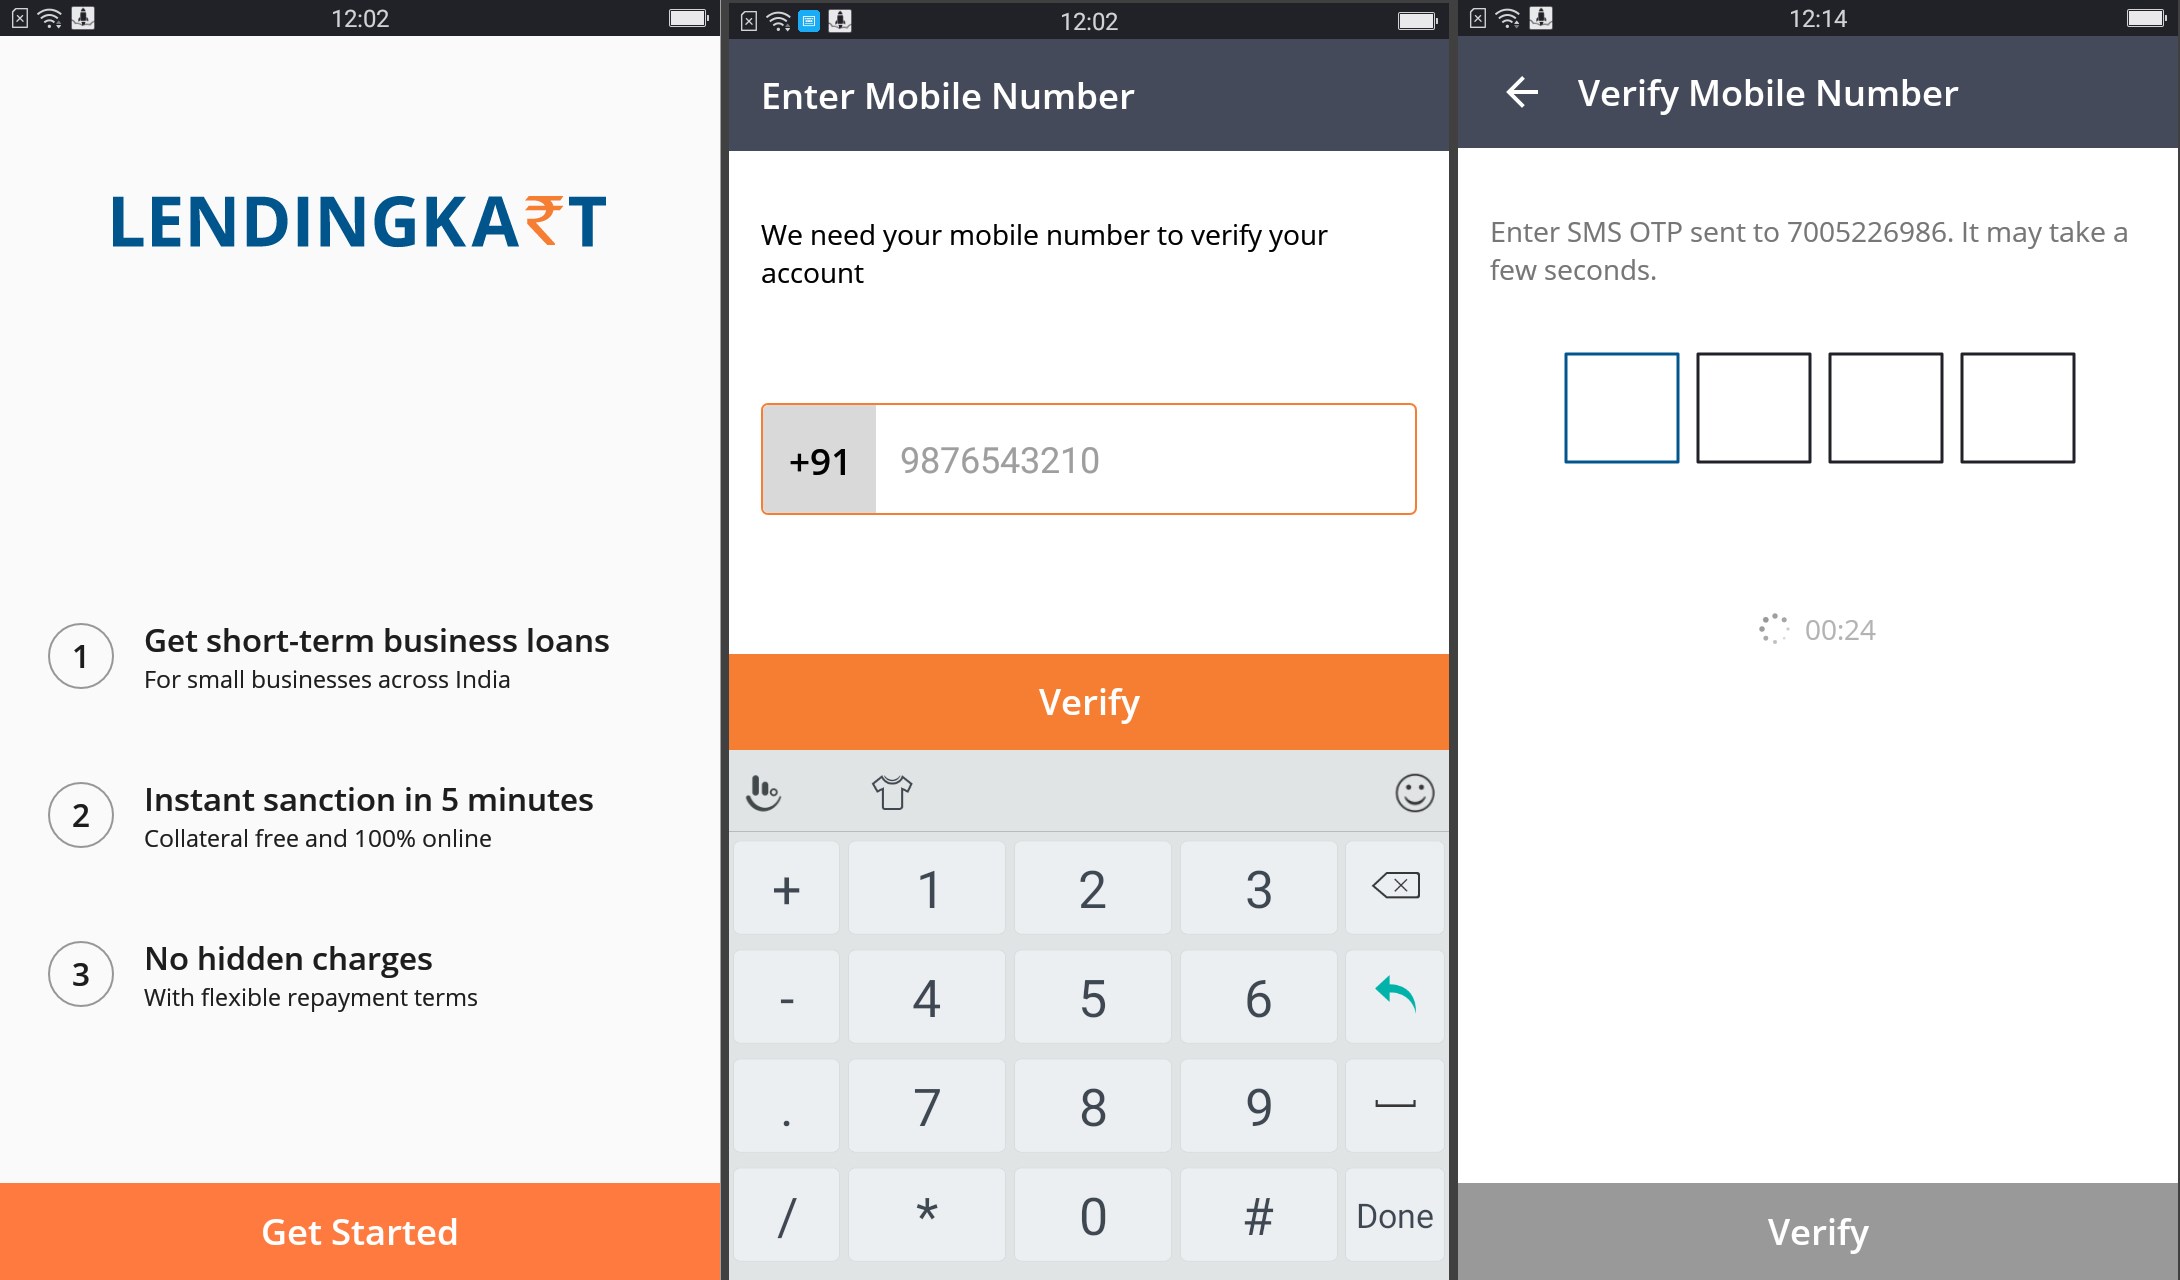 12:02
LENDINGKA₹T
1
Get short-term business loans
For small businesses across India
2
Instant sanction in 5 minutes
Collateral free and 100% online
3
No hidden charges
With flexible repayment terms
Get Started
12:02
Enter Mobile Number
We need your mobile number to verify your
account
+91 9876543210
Verify
+ 1 2 3
- 4 5 6
. 7 8 9
/ * 0 # Done
12:14
Verify Mobile Number
Enter SMS OTP sent to 7005226986. It may take a
few seconds.
00:24
Verify